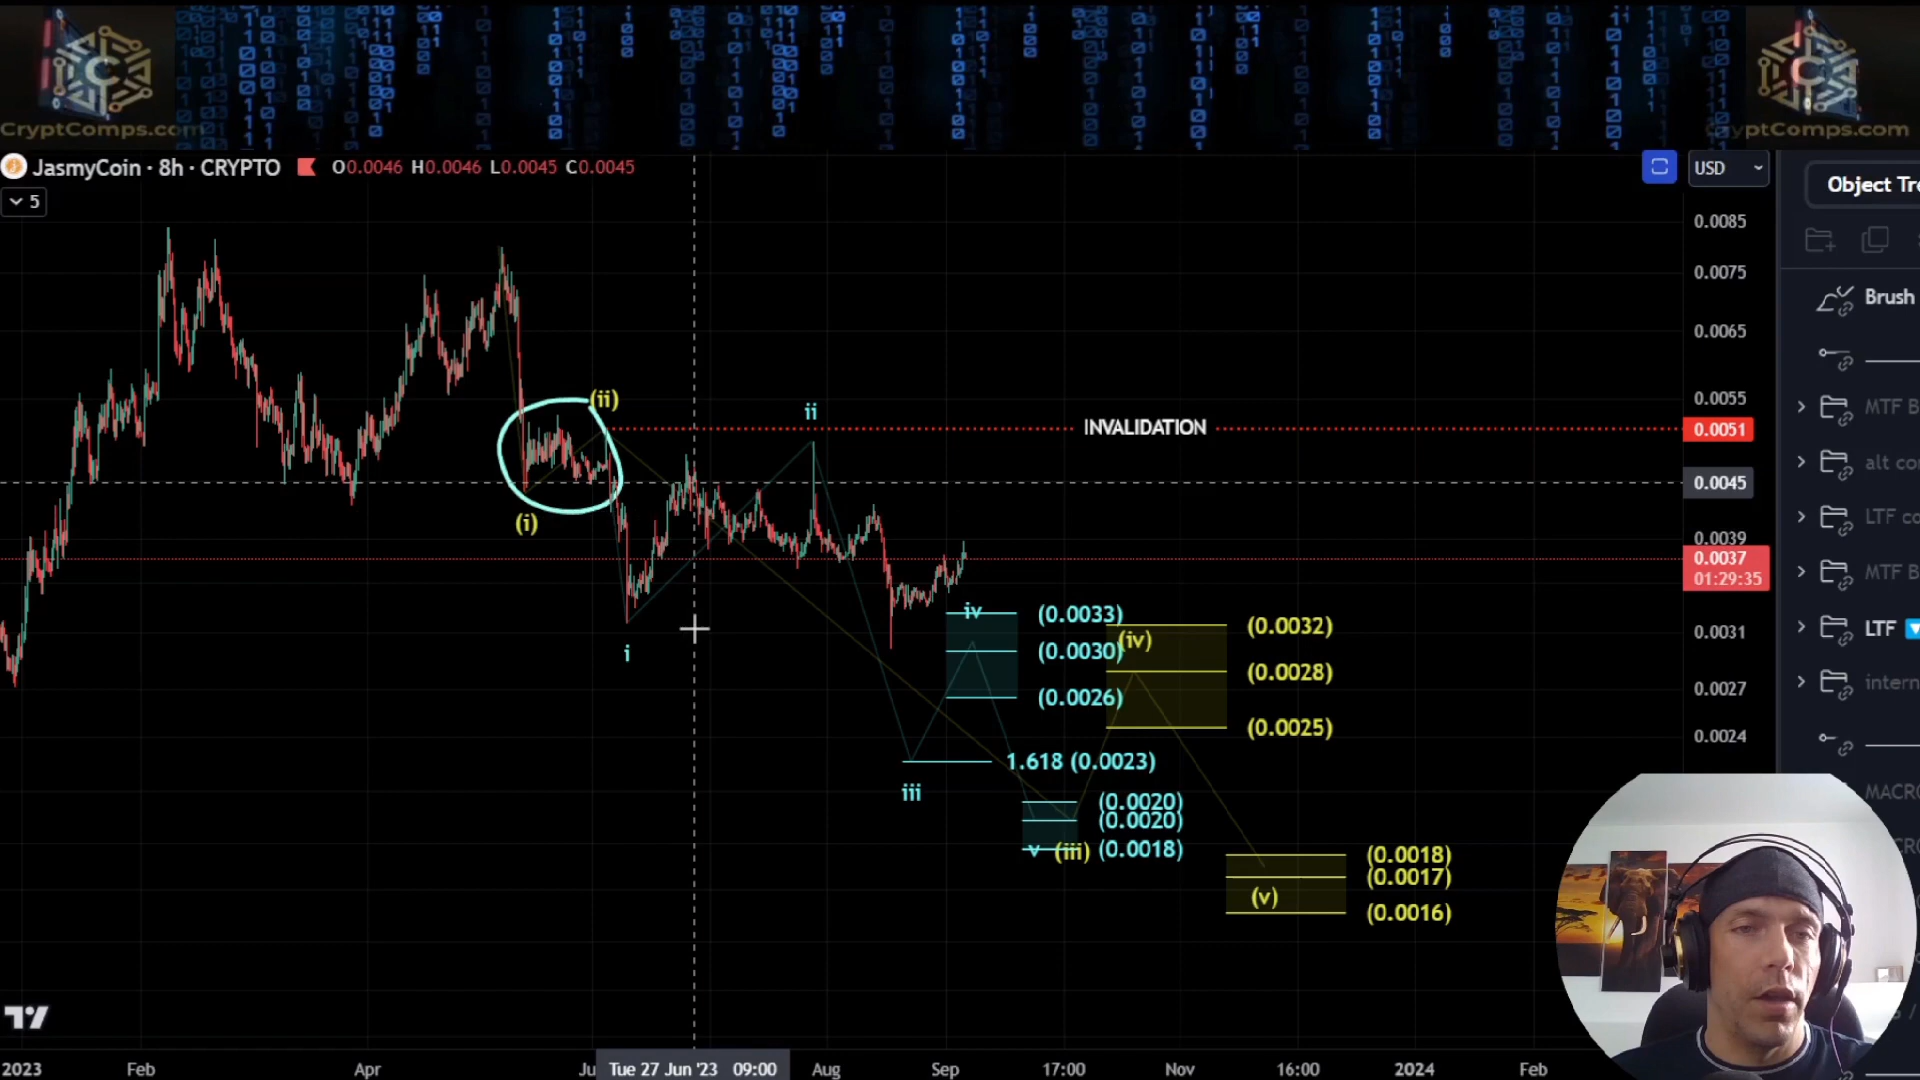 CryptComps.com
yptComps.com
JasmyCoin · 8h · CRYPTO O0.0046 H0.0046 L0.0045 C0.0045
USD
Object Tre
5
0.0085
0.0075
Brush
0.0065
0.0055
(ii)
ii
INVALIDATION
0.0051
MTF B
alt co
0.0045
(i)
LTF co
0.0039
0.0037
01:29:35
MTF B
iv
(0.0033)
(0.0032)
0.0031
LTF
i
(0.0030)
(iv)
(0.0028)
intern
0.0027
(0.0026)
(0.0025)
0.0024
1.618 (0.0023)
iii
MACRO
(0.0020)
(0.0020)
v (iii) (0.0018)
(0.0018)
(0.0017)
(v)
(0.0016)
2023
Feb
Apr
Ju
Tue 27 Jun '23 09:00
Aug
Sep
17:00
Nov
16:00
2024
Feb